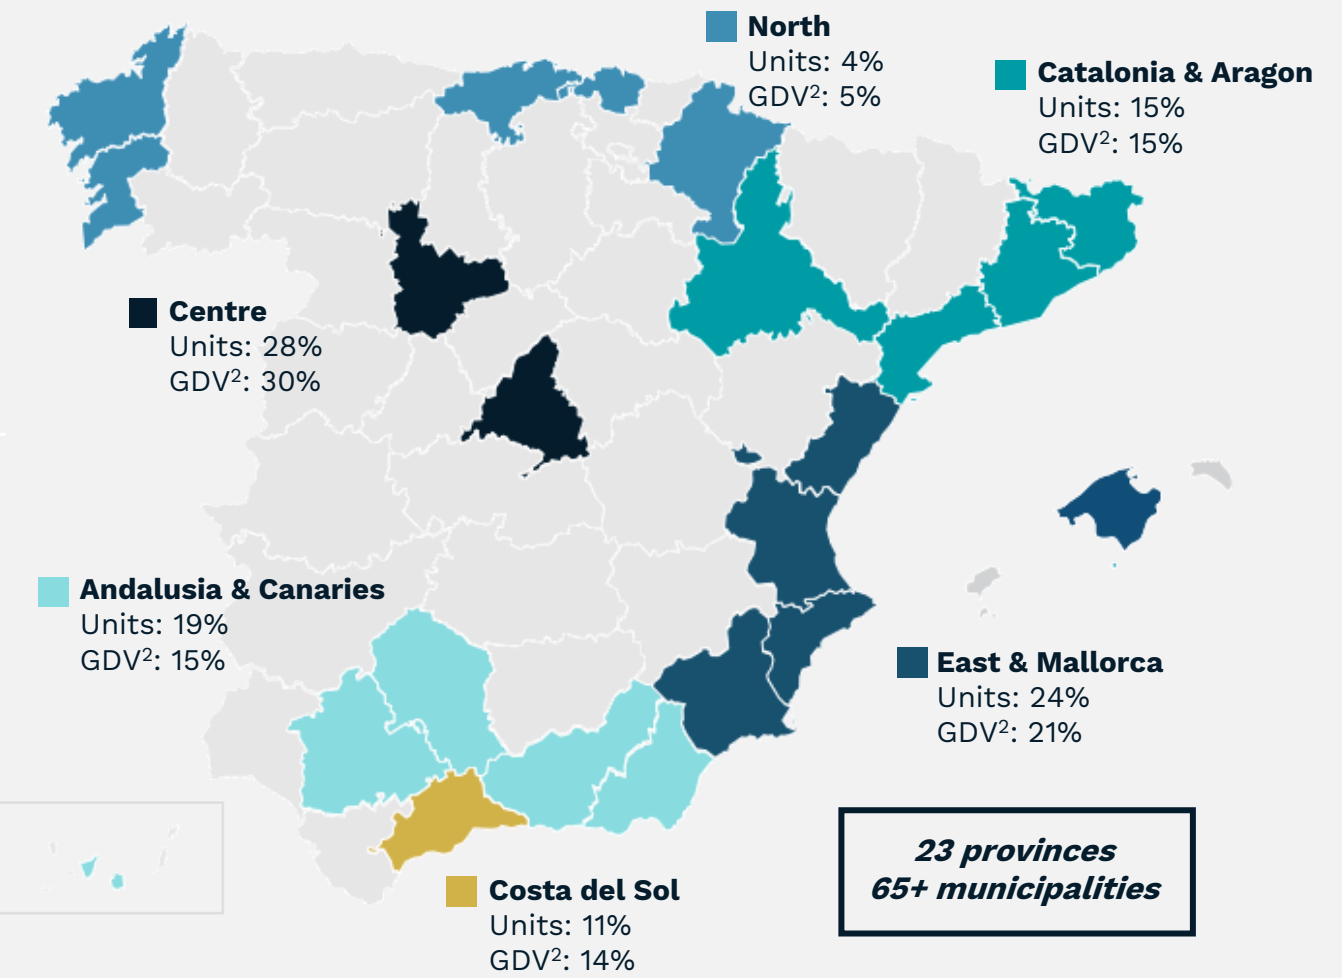 North
Units: 4%
GDV²: 5%
Catalonia & Aragon
Units: 15%
GDV²: 15%
Centre
Units: 28%
GDV²: 30%
Andalusia & Canaries
Units: 19%
GDV²: 15%
East & Mallorca
Units: 24%
GDV²: 21%
Costa del Sol
Units: 11%
GDV²: 14%
23 provinces
65+ municipalities